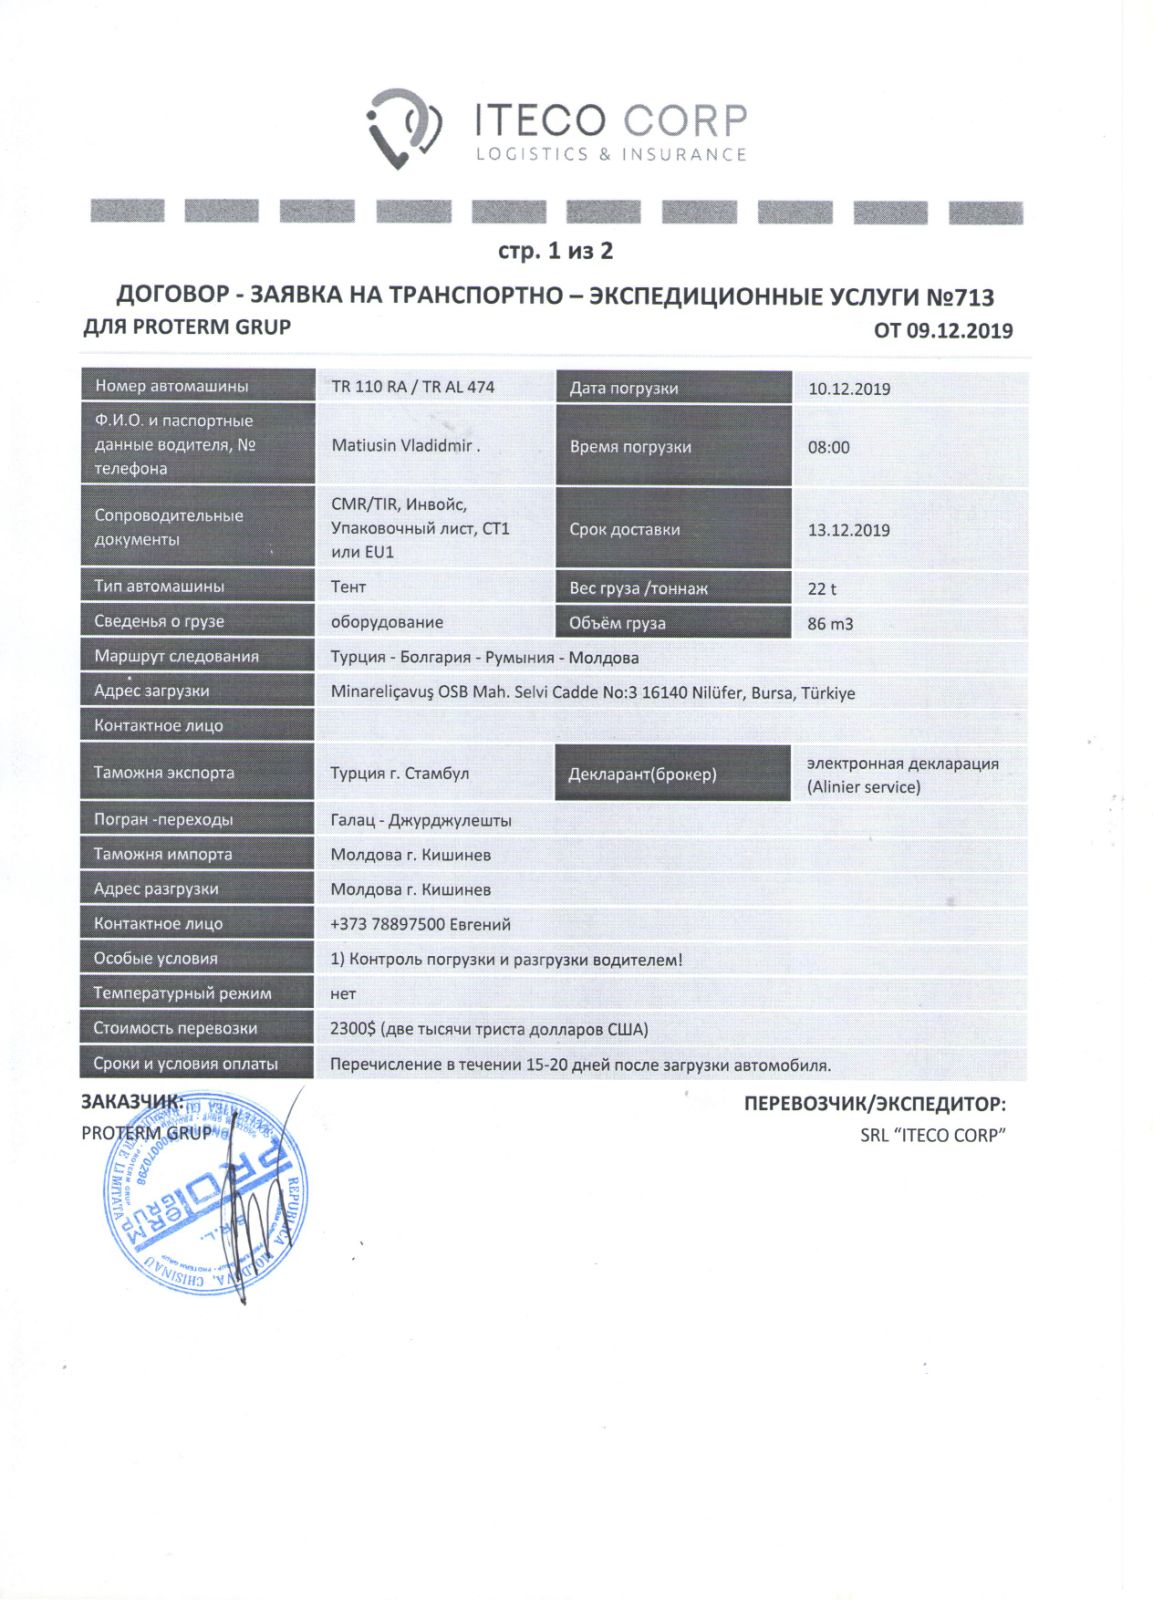 ITECO CORP
LOGISTICS & INSURANCE
стр. 1 из 2
ДОГОВОР - ЗАЯВКА НА ТРАНСПОРТНО – ЭКСПЕДИЦИОННЫЕ УСЛУГИ №713
ДЛЯ PROTERM GRUP ОТ 09.12.2019
Номер автомашины TR 110 RA / TR AL 474 Дата погрузки 10.12.2019
Ф.И.О. и паспортные
данные водителя, №
телефона
Matiusin Vladidmir .
Время погрузки
08:00
Сопроводительные
документы
CMR/TIR, Инвойс,
Упаковочный лист, СТ1
или EU1
Срок доставки
13.12.2019
Тип автомашины Тент Вес груза /тоннаж 22 t
Сведенья о грузе оборудование Объём груза 86 m3
Маршрут следования Турция - Болгария - Румыния - Молдова
Адрес загрузки Minareliçavuş OSB Mah. Selvi Cadde No:3 16140 Nilüfer, Bursa, Türkiye
Контактное лицо
Таможня экспорта Турция г. Стамбул Декларант(брокер)
электронная декларация
(Alinier service)
Погран -переходы Галац - Джурджулешты
Таможня импорта Молдова г. Кишинев
Адрес разгрузки Молдова г. Кишинев
Контактное лицо +373 78897500 Евгений
Особые условия 1) Контроль погрузки и разгрузки водителем!
Температурный режим нет
Стоимость перевозки 2300$ (две тысячи триста долларов США)
Сроки и условия оплаты Перечисление в течении 15-20 дней после загрузки автомобиля.
ЗАКАЗЧИК: ПЕРЕВОЗЧИК/ЭКСПЕДИТОР:
PROTERM GRUP SRL “ITECO CORP”
REPUBLICA MOLDOVA, CHISINAU
PROTERM
GRUP
S.R.L.